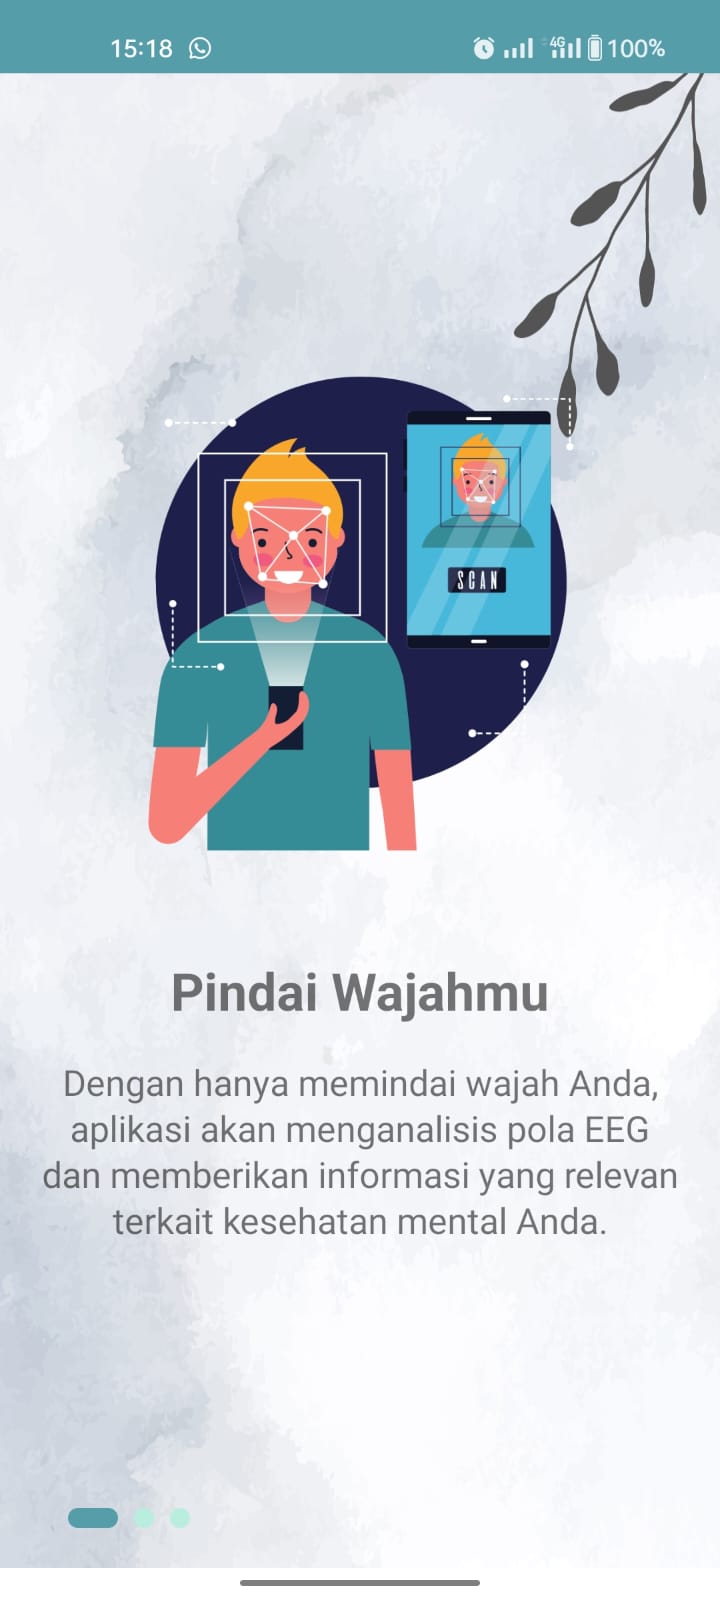 15:18
4G
100%
SCAN
Pindai Wajahmu
Dengan hanya memindai wajah Anda,
aplikasi akan menganalisis pola EEG
dan memberikan informasi yang relevan
terkait kesehatan mental Anda.